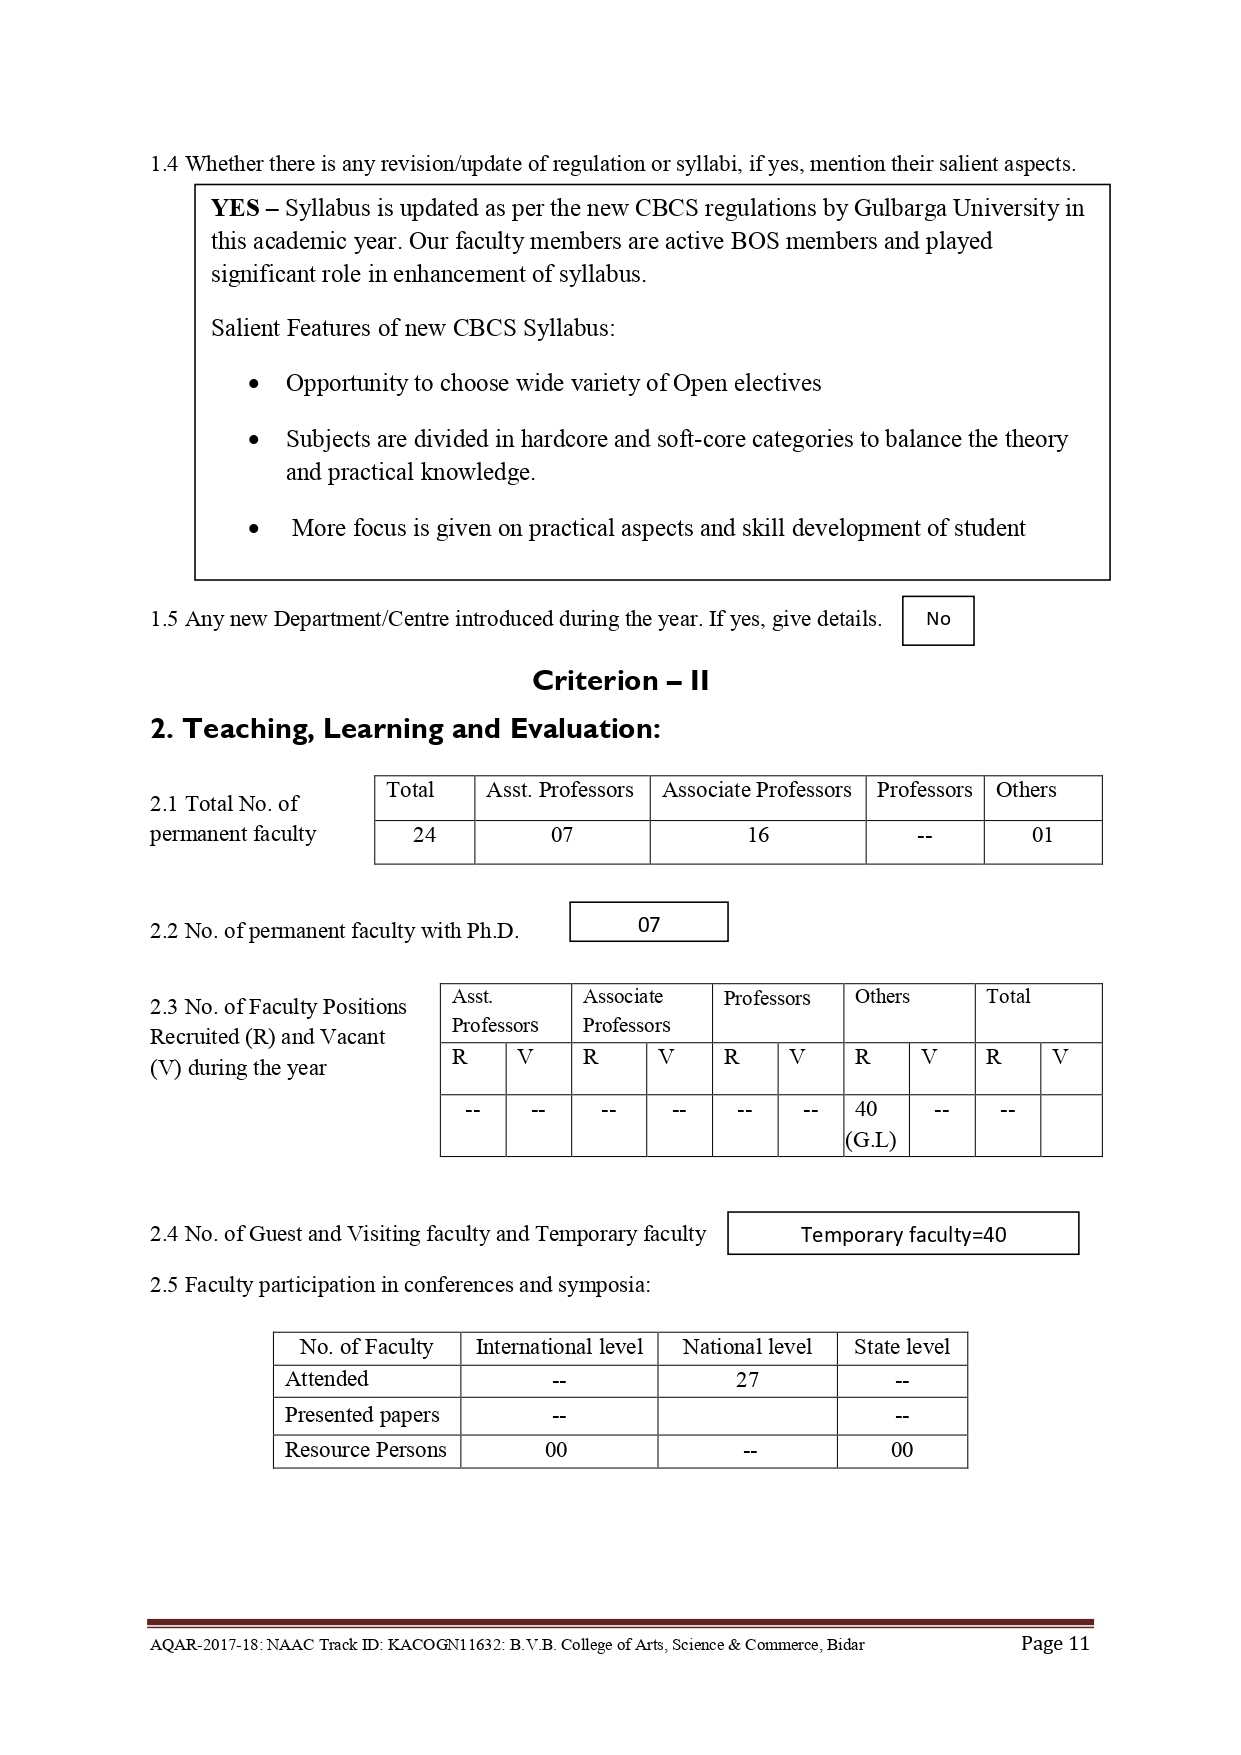 1.4 Whether there is any revision/update of regulation or syllabi, if yes, mention their salient aspects.
YES – Syllabus is updated as per the new CBCS regulations by Gulbarga University in
this academic year. Our faculty members are active BOS members and played
significant role in enhancement of syllabus.
Salient Features of new CBCS Syllabus:
• Opportunity to choose wide variety of Open electives
• Subjects are divided in hardcore and soft-core categories to balance the theory
and practical knowledge.
• More focus is given on practical aspects and skill development of student
1.5 Any new Department/Centre introduced during the year. If yes, give details. No
Criterion – II
2. Teaching, Learning and Evaluation:
2.1 Total No. of
permanent faculty
Total Asst. Professors Associate Professors Professors Others
24 07 16 -- 01
2.2 No. of permanent faculty with Ph.D. 07
2.3 No. of Faculty Positions
Recruited (R) and Vacant
(V) during the year
Asst. Professors Associate Professors Professors Others Total
R V R V R V R V R V
-- -- -- -- -- -- 40 (G.L) -- --
2.4 No. of Guest and Visiting faculty and Temporary faculty Temporary faculty=40
2.5 Faculty participation in conferences and symposia:
No. of Faculty International level National level State level
Attended -- 27 --
Presented papers -- --
Resource Persons 00 -- 00
AQAR-2017-18: NAAC Track ID: KACOGN11632: B.V.B. College of Arts, Science & Commerce, Bidar Page 11